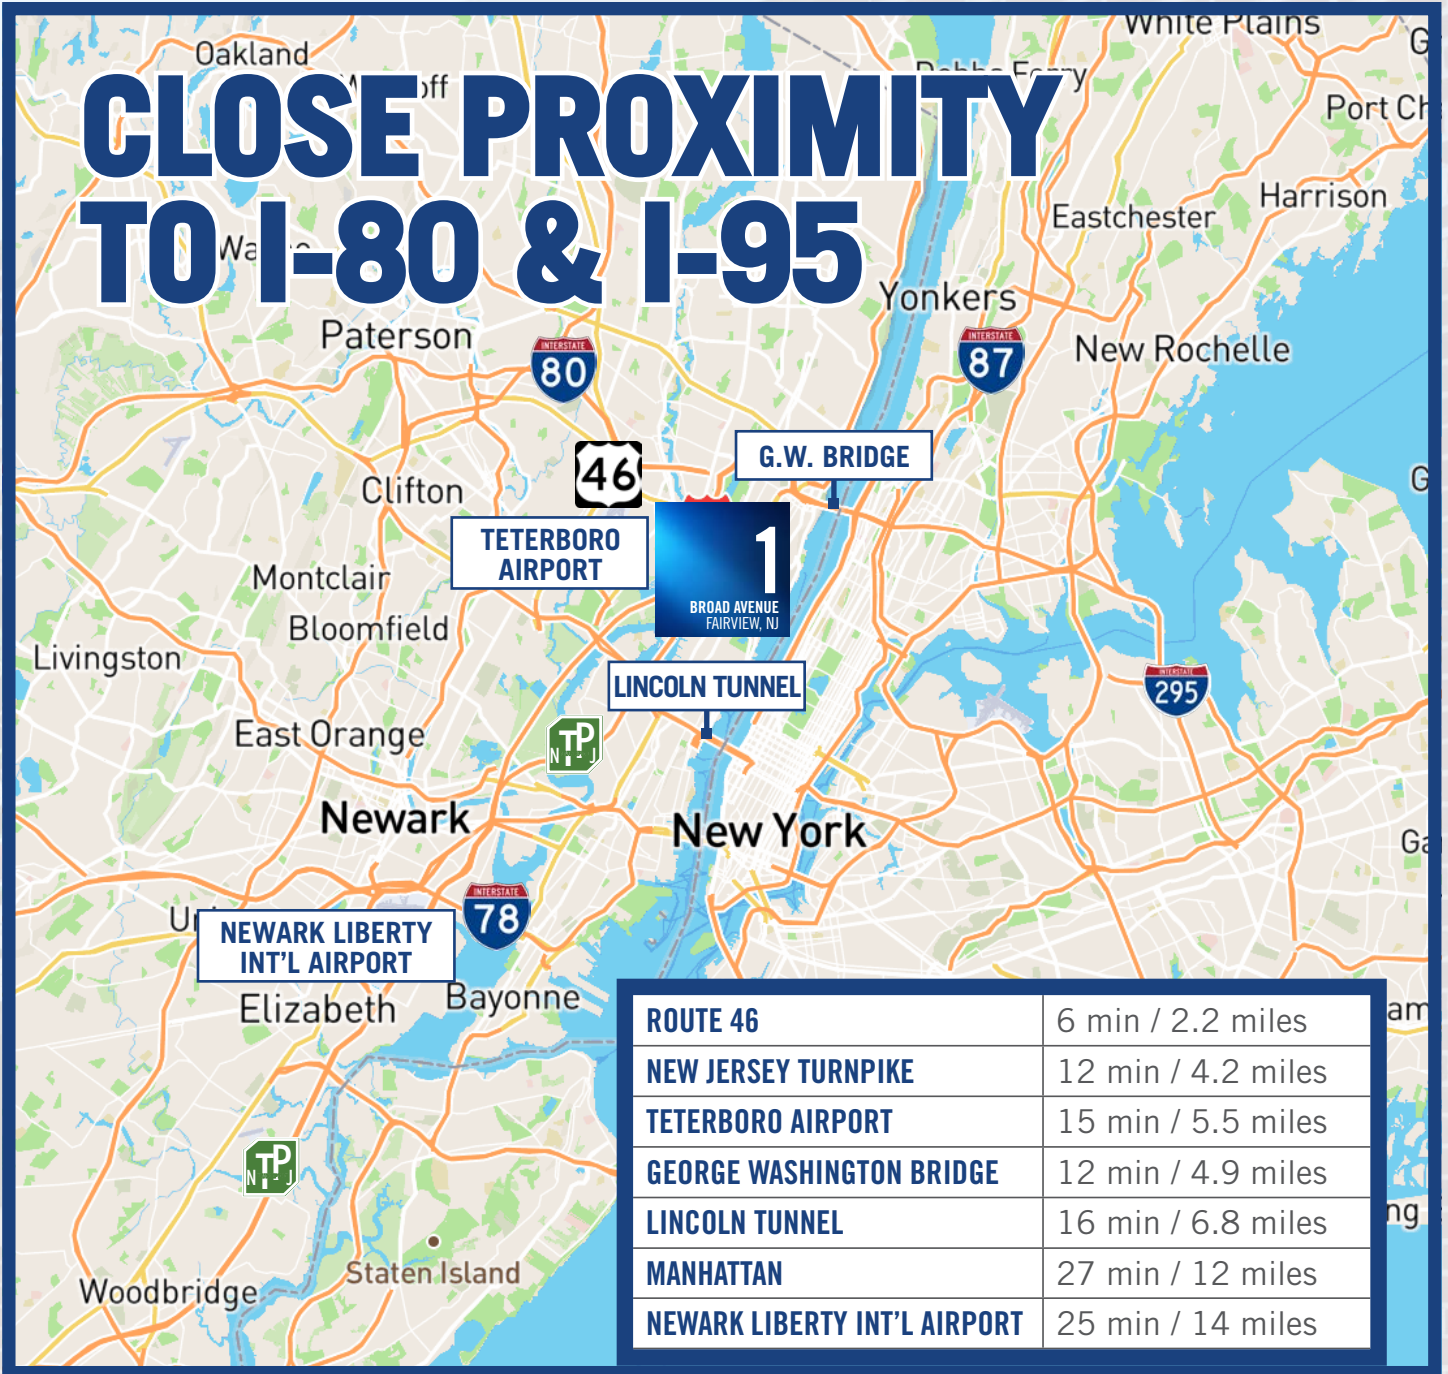 White Plains
Oakland
Dobbs Ferry
CLOSE PROXIMITY
Port Ch
TO I-80 & I-95
Harrison
Eastchester
Yonkers
Paterson
INTERSTATE
80
INTERSTATE
87
New Rochelle
G.W. BRIDGE
46
Clifton
TETERBORO
AIRPORT
1
BROAD AVENUE
FAIRVIEW, NJ
Montclair
Bloomfield
Livingston
LINCOLN TUNNEL
INTERSTATE
295
East Orange
TP
N J
Newark
New York
INTERSTATE
78
NEWARK LIBERTY
INT'L AIRPORT
Elizabeth
Bayonne
ROUTE 46 6 min / 2.2 miles
NEW JERSEY TURNPIKE 12 min / 4.2 miles
TETERBORO AIRPORT 15 min / 5.5 miles
GEORGE WASHINGTON BRIDGE 12 min / 4.9 miles
LINCOLN TUNNEL 16 min / 6.8 miles
MANHATTAN 27 min / 12 miles
NEWARK LIBERTY INT'L AIRPORT 25 min / 14 miles
TP
N J
Staten Island
Woodbridge